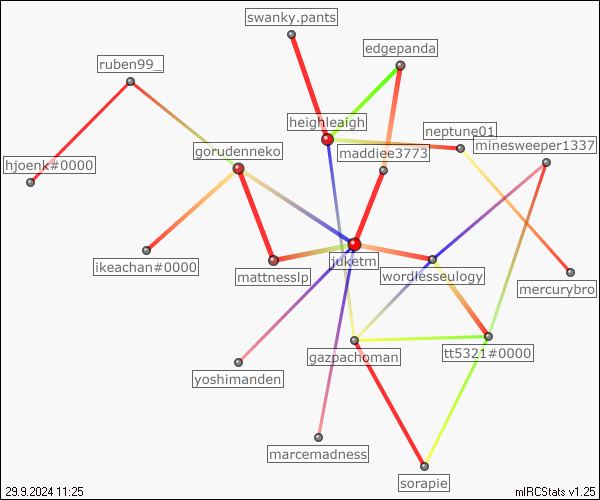 swanky.pants
edgepanda
ruben99_
heighleaigh
neptune01
minesweeper1337
gorudenneko
maddiee3773
hjoenk#0000
juketm
ikeachan#0000
mattnesslp
wordlesseulogy
mercurybro
gazpachoman
tt5321#0000
yoshimanden
marcemadness
sorapie
29.9.2024 11:25
mIRCStats v1.25